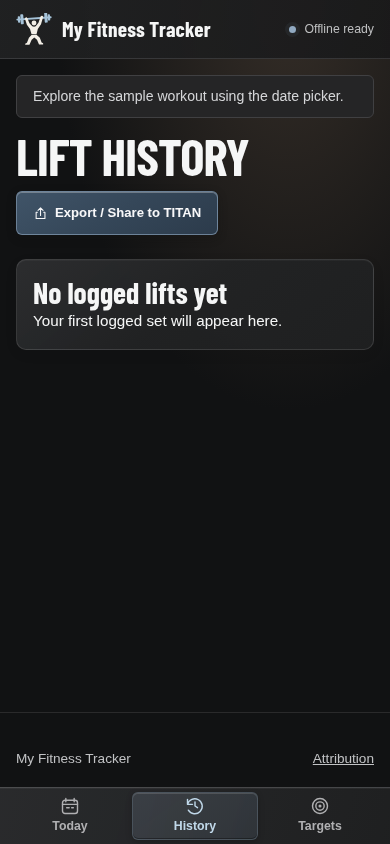 My Fitness Tracker
Offline ready
Explore the sample workout using the date picker.
LIFT HISTORY
Export / Share to TITAN
No logged lifts yet
Your first logged set will appear here.
My Fitness Tracker
Attribution
Today
History
Targets